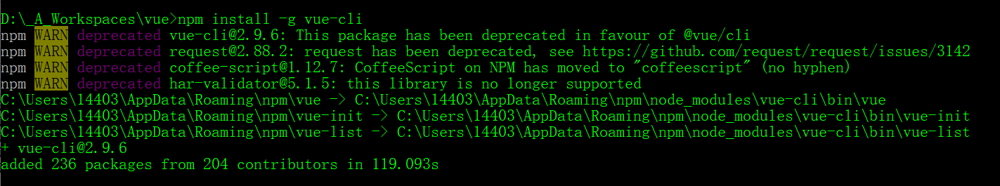 D:\_A_Workspaces\vue>npm install -g vue-cli
npm WARN deprecated vue-cli@2.9.6: This package has been deprecated in favour of @vue/cli
npm WARN deprecated request@2.88.2: request has been deprecated, see https://github.com/request/request/issues/3142
npm WARN deprecated coffee-script@1.12.7: CoffeeScript on NPM has moved to "coffeescript" (no hyphen)
npm WARN deprecated har-validator@5.1.5: this library is no longer supported
C:\Users\14403\AppData\Roaming\npm\vue -> C:\Users\14403\AppData\Roaming\npm\node_modules\vue-cli\bin\vue
C:\Users\14403\AppData\Roaming\npm\vue-init -> C:\Users\14403\AppData\Roaming\npm\node_modules\vue-cli\bin\vue-init
C:\Users\14403\AppData\Roaming\npm\vue-list -> C:\Users\14403\AppData\Roaming\npm\node_modules\vue-cli\bin\vue-list
+ vue-cli@2.9.6
added 236 packages from 204 contributors in 119.093s